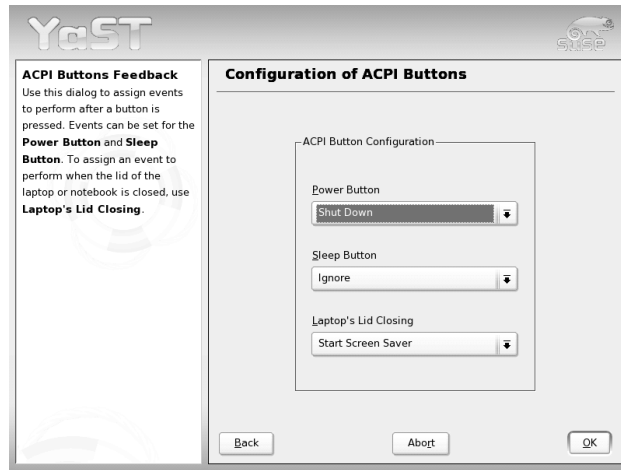 YaST
SUSE
ACPI Buttons Feedback
Use this dialog to assign events
to perform after a button is
pressed. Events can be set for the
Power Button and Sleep
Button. To assign an event to
perform when the lid of the
laptop or notebook is closed, use
Laptop's Lid Closing.
Configuration of ACPI Buttons
ACPI Button Configuration
Power Button
Shut Down
Sleep Button
Ignore
Laptop's Lid Closing
Start Screen Saver
Back
Abort
OK